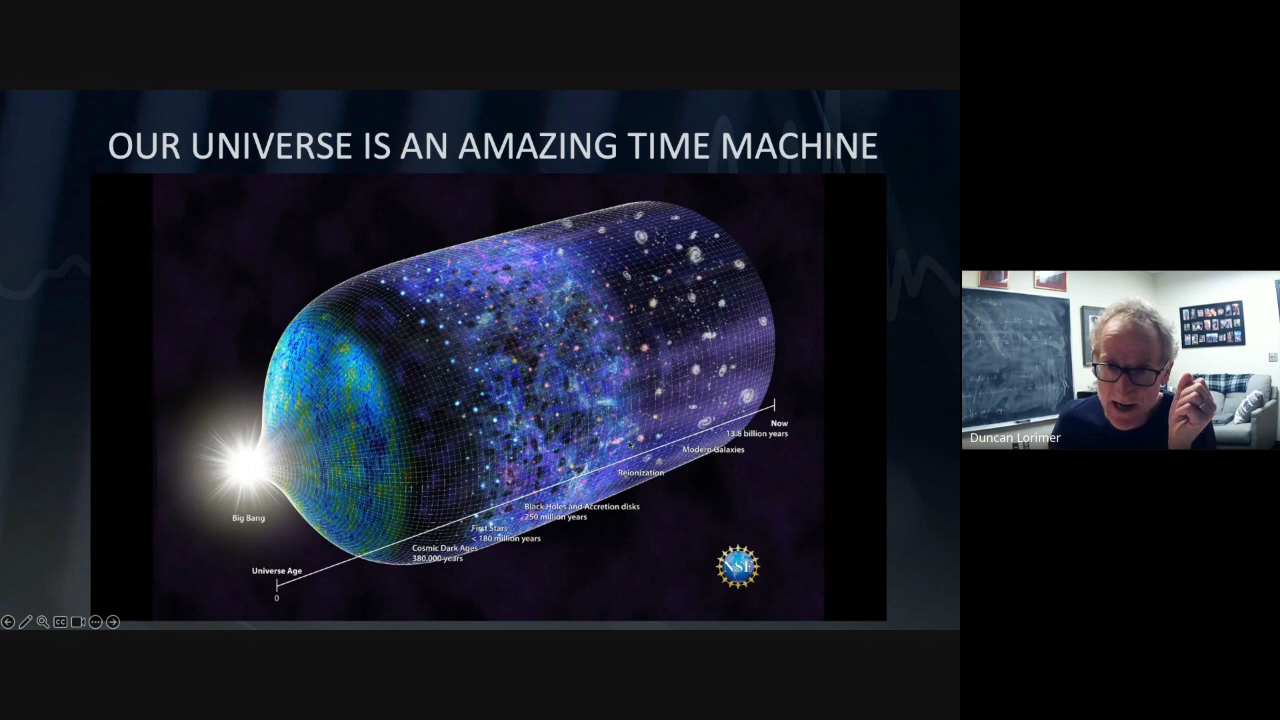 OUR UNIVERSE IS AN AMAZING TIME MACHINE
Now
13.8 billion years
Modern Galaxies
Reionization
Black Holes and Accretion disks
250 million years
First Stars
< 180 million years
Cosmic Dark Ages
380,000 years
Big Bang
Universe Age
0
NSF
CC
Duncan Lorimer